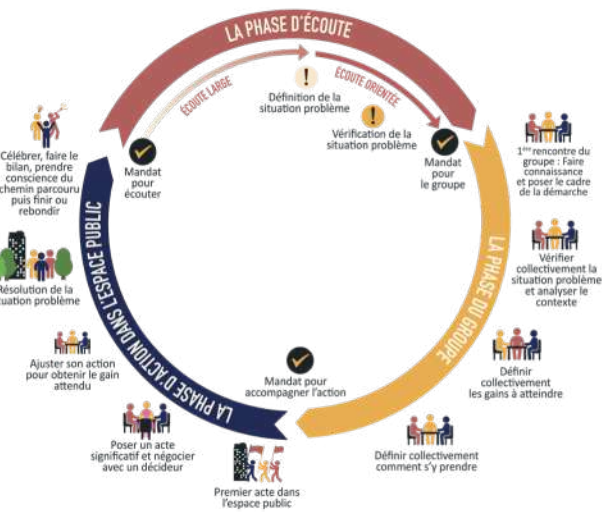 LA PHASE D'ÉCOUTE
ÉCOUTE LARGE
ÉCOUTE ORIENTÉE
!
Définition de la
situation problème
!
Vérification de la
situation problème
Mandat
pour
écouter
Mandat
pour
le groupe
1ère rencontre du
groupe : Faire
connaissance
et poser le cadre
de la démarche
LA PHASE DU GROUPE
Vérifier
collectivement la
situation problème
et analyser le
contexte
Définir
collectivement
les gains à atteindre
Définir collectivement
comment s'y prendre
Mandat pour
accompagner l'action
LA PHASE D'ACTION DANS L'ESPACE PUBLIC
Premier acte dans
l'espace public
Poser un acte
significatif et négocier
avec un décideur
Ajuster son action
pour obtenir le gain
attendu
Résolution de la
tuation problème
Célébrer, faire le
bilan, prendre
conscience du
chemin parcouru
puis finir ou
rebondir